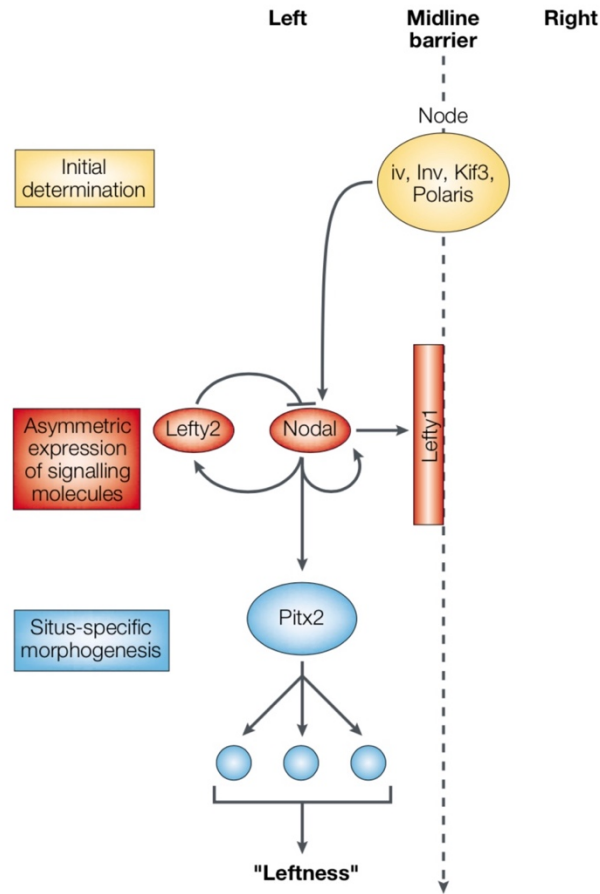 Left
Midline
barrier
Right
Node
Initial
determination
iv, Inv, Kif3,
Polaris
Asymmetric
expression
of signalling
molecules
Lefty2
Nodal
Lefty1
Situs-specific
morphogenesis
Pitx2
"Leftness"